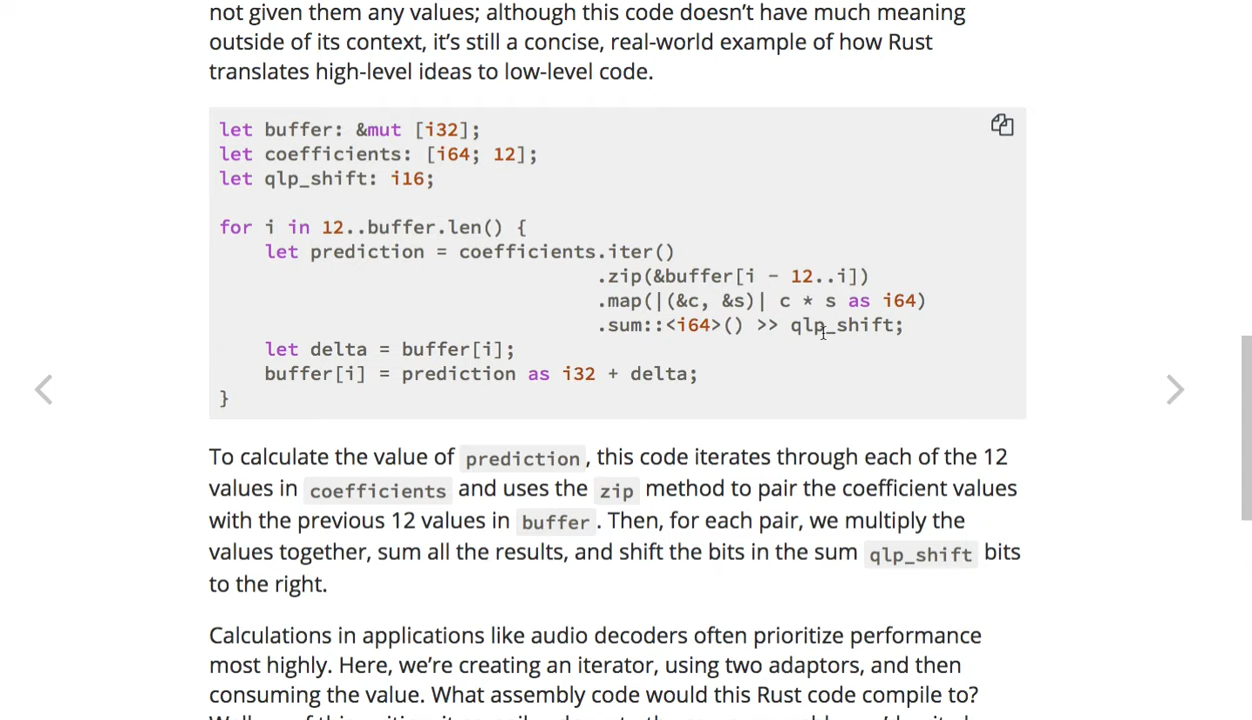 not given them any values; although this code doesn’t have much meaning
outside of its context, it’s still a concise, real-world example of how Rust
translates high-level ideas to low-level code.
let buffer: &mut [i32];
let coefficients: [i64; 12];
let qlp_shift: i16;
for i in 12..buffer.len() {
    let prediction = coefficients.iter()
                                 .zip(&buffer[i - 12..i])
                                 .map(|(&c, &s)| c * s as i64)
                                 .sum::<i64>() >> qlp_shift;
    let delta = buffer[i];
    buffer[i] = prediction as i32 + delta;
}
To calculate the value of prediction, this code iterates through each of the 12
values in coefficients and uses the zip method to pair the coefficient values
with the previous 12 values in buffer. Then, for each pair, we multiply the
values together, sum all the results, and shift the bits in the sum qlp_shift bits
to the right.
Calculations in applications like audio decoders often prioritize performance
most highly. Here, we’re creating an iterator, using two adaptors, and then
consuming the value. What assembly code would this Rust code compile to?